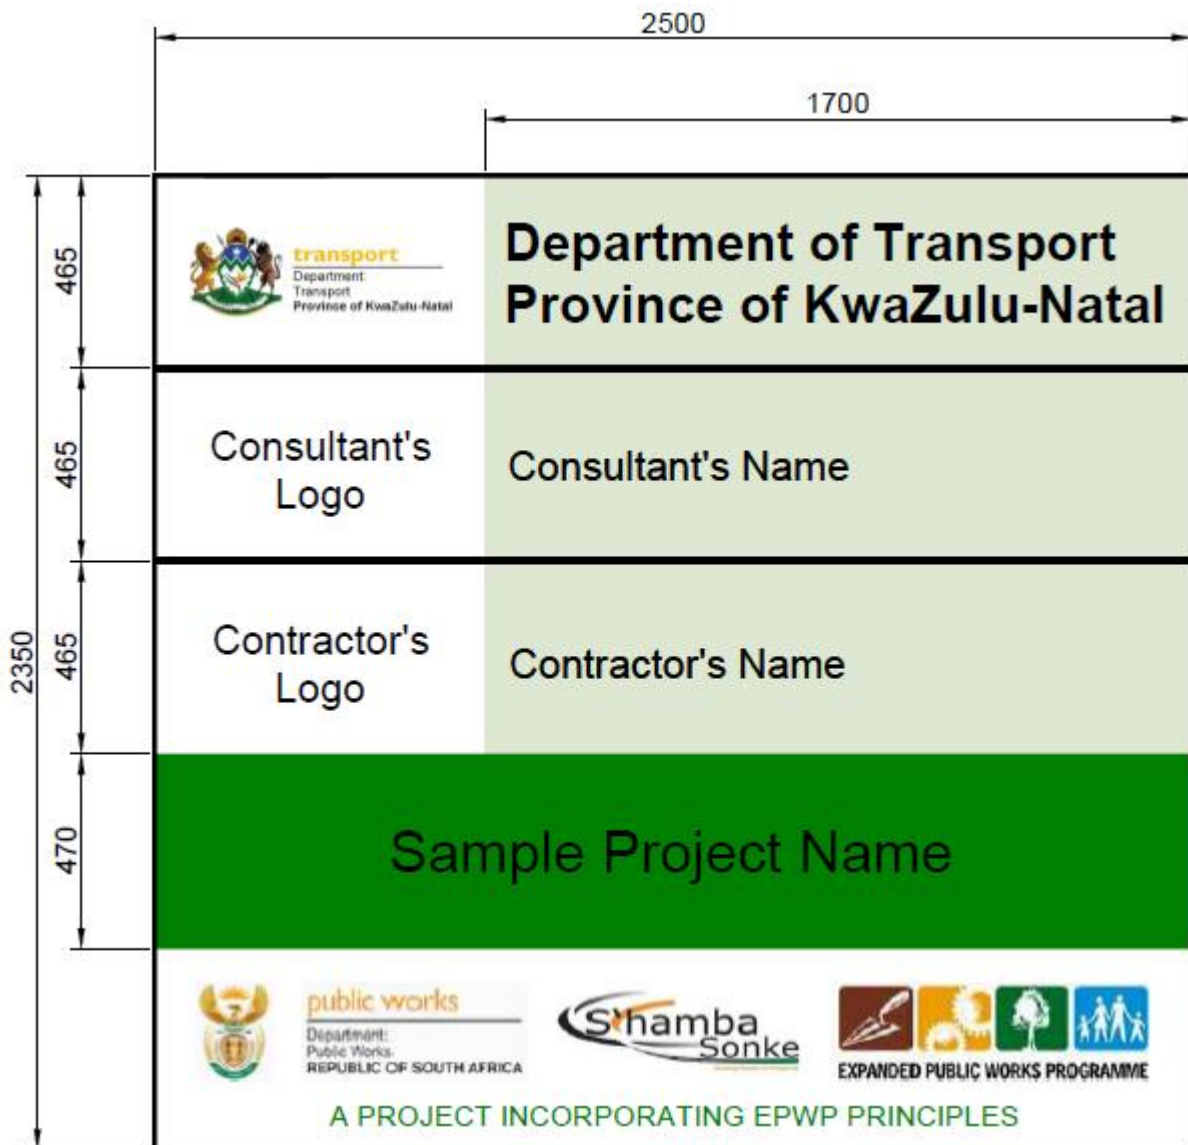 2500
1700
465
transport
Department
Transport
Province of KwaZulu-Natal
Department of Transport
Province of KwaZulu-Natal
465
Consultant's
Logo
Consultant's Name
2350
465
Contractor's
Logo
Contractor's Name
470
Sample Project Name
public works
Department:
Public Works
REPUBLIC OF SOUTH AFRICA
S'hamba
Sonke
EXPANDED PUBLIC WORKS PROGRAMME
A PROJECT INCORPORATING EPWP PRINCIPLES